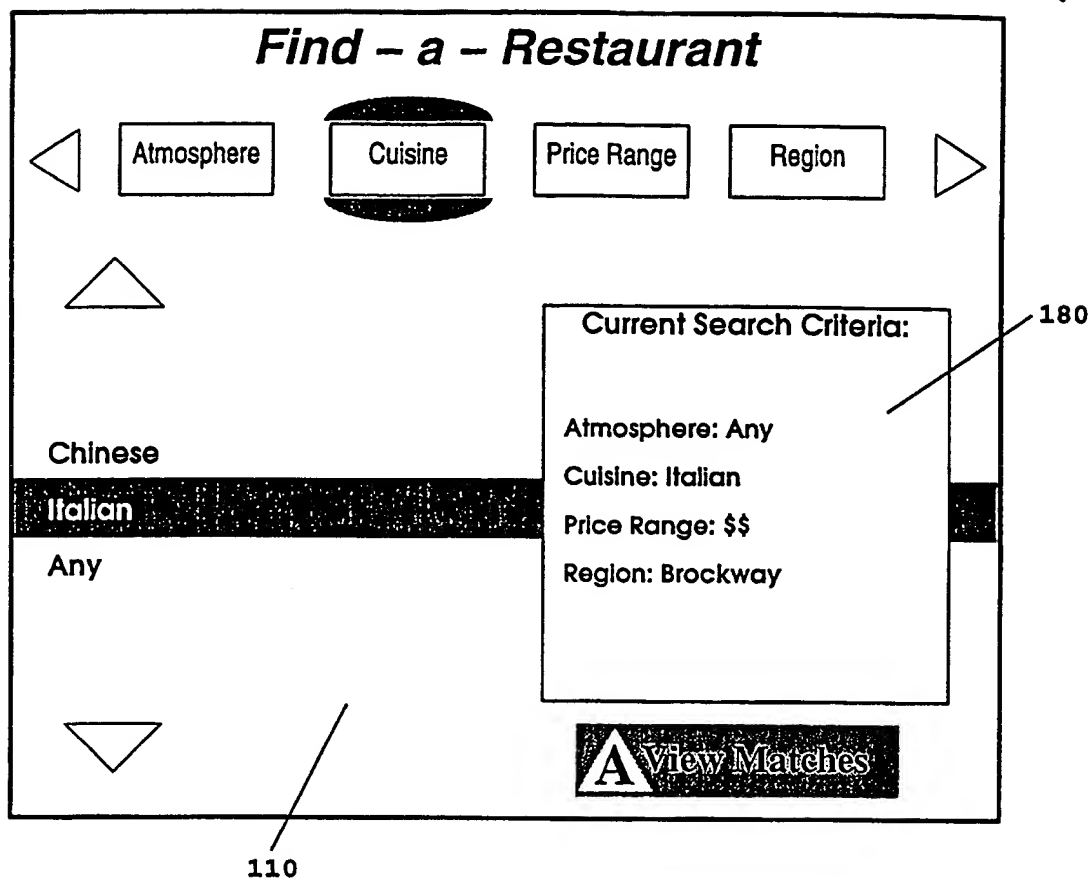 Find – a – Restaurant
Atmosphere
Cuisine
Price Range
Region
Current Search Criteria:
180
Atmosphere: Any
Chinese
Cuisine: Italian
Italian
Price Range: $$
Any
Region: Brockway
A View Matches
110